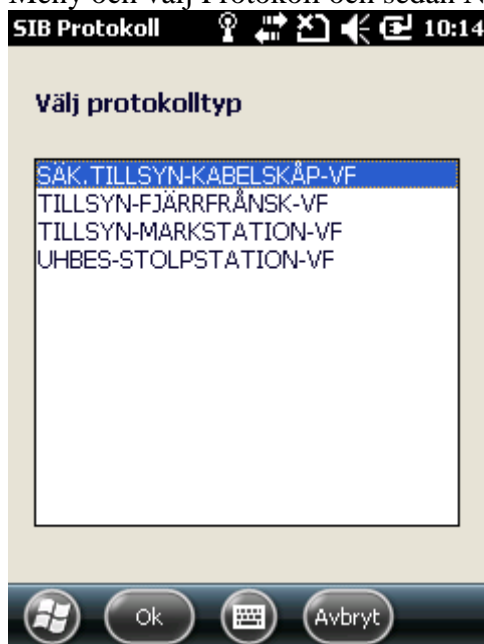 Meny och välj Protokoll och sedan N
SIB Protokoll 10:14
Välj protokolltyp
SÄK.TILLSYN-KABELSKÅP-VF
TILLSYN-FJÄRRFRÅNSK-VF
TILLSYN-MARKSTATION-VF
UHBES-STOLPSTATION-VF
Ok Avbryt